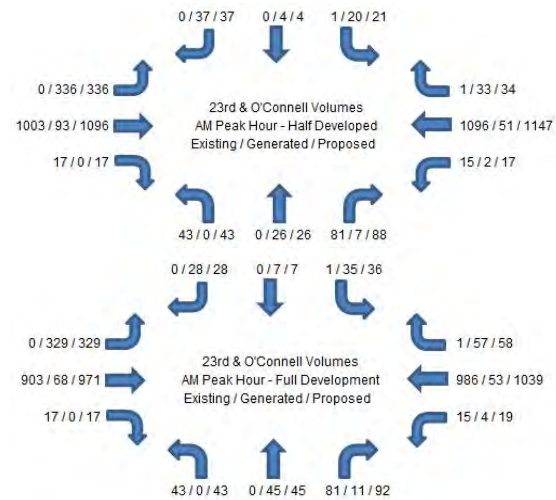 0 / 37 / 37 0 / 4 / 4 1 / 20 / 21
0 / 336 / 336 1 / 33 / 34
23rd & O'Connell Volumes
1003 / 93 / 1096 AM Peak Hour - Half Developed 1096 / 51 / 1147
Existing / Generated / Proposed
17 / 0 / 17 15 / 2 / 17
43 / 0 / 43 0 / 26 / 26 81 / 7 / 88
0 / 28 / 28 0 / 7 / 7 1 / 35 / 36
0 / 329 / 329 1 / 57 / 58
23rd & O'Connell Volumes
903 / 68 / 971 AM Peak Hour - Full Development 986 / 53 / 1039
Existing / Generated / Proposed
17 / 0 / 17 15 / 4 / 19
43 / 0 / 43 0 / 45 / 45 81 / 11 / 92